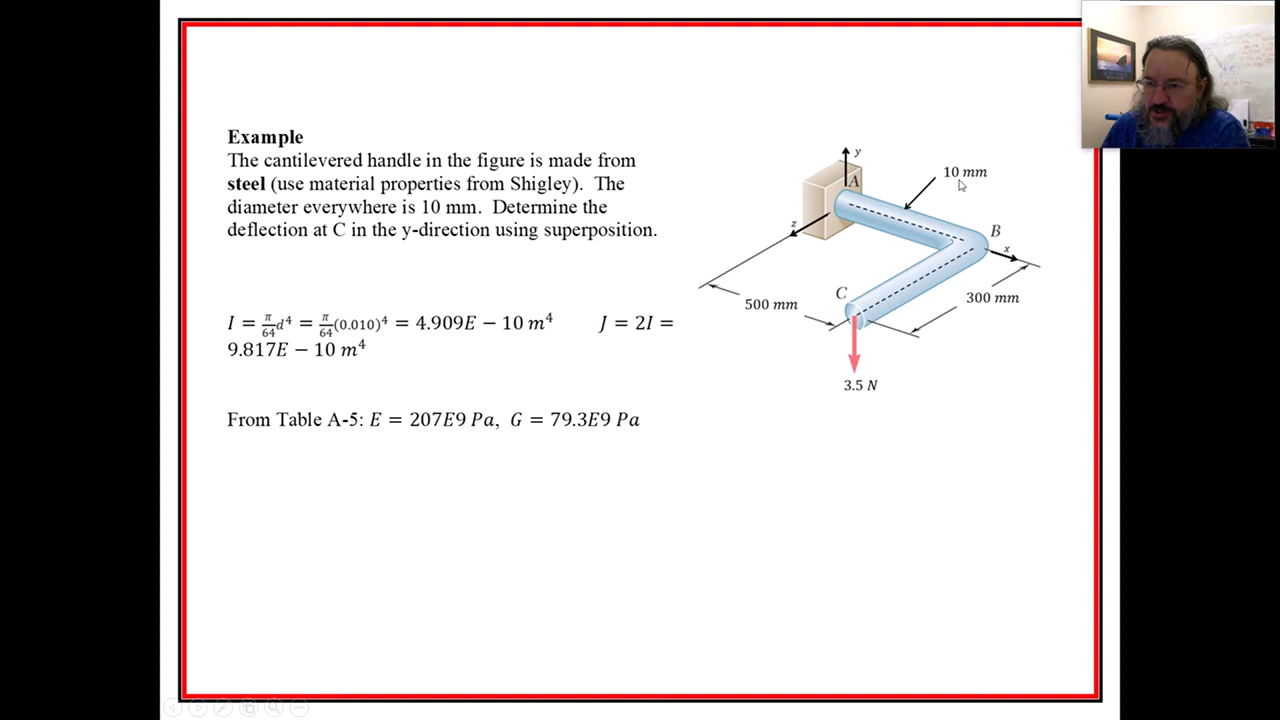 Example
The cantilevered handle in the figure is made from
steel (use material properties from Shigley). The
diameter everywhere is 10 mm. Determine the
deflection at C in the y-direction using superposition.
I = π/64 d⁴ = π/64 (0.010)⁴ = 4.909E − 10 m⁴ J = 2I =
9.817E − 10 m⁴
From Table A-5: E = 207E9 Pa, G = 79.3E9 Pa
y
A
10 mm
z
B
x
C
500 mm
300 mm
3.5 N